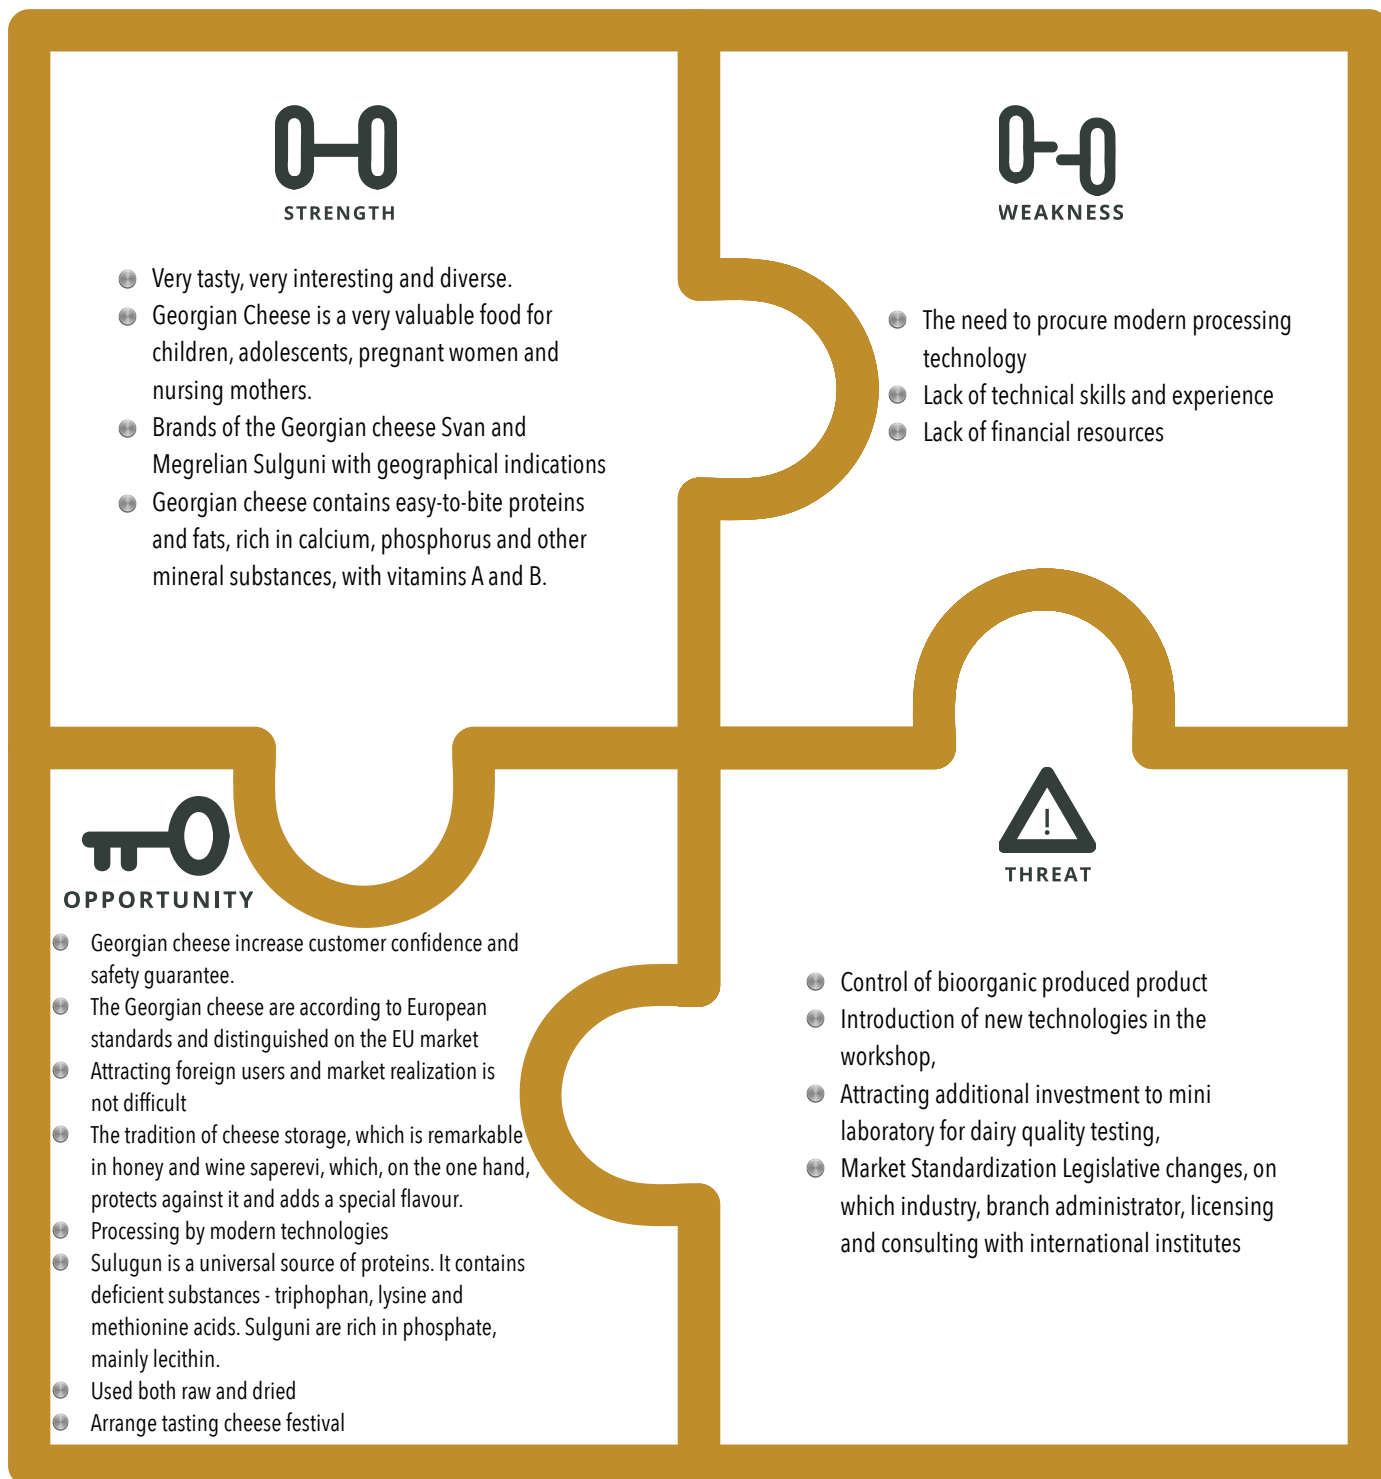 STRENGTH
Very tasty, very interesting and diverse.
Georgian Cheese is a very valuable food for
children, adolescents, pregnant women and
nursing mothers.
Brands of the Georgian cheese Svan and
Megrelian Sulguni with geographical indications
Georgian cheese contains easy-to-bite proteins
and fats, rich in calcium, phosphorus and other
mineral substances, with vitamins A and B.
WEAKNESS
The need to procure modern processing
technology
Lack of technical skills and experience
Lack of financial resources
OPPORTUNITY
Georgian cheese increase customer confidence and
safety guarantee.
The Georgian cheese are according to European
standards and distinguished on the EU market
Attracting foreign users and market realization is
not difficult
The tradition of cheese storage, which is remarkable
in honey and wine saperevi, which, on the one hand,
protects against it and adds a special flavour.
Processing by modern technologies
Sulugun is a universal source of proteins. It contains
deficient substances - triphophan, lysine and
methionine acids. Sulguni are rich in phosphate,
mainly lecithin.
Used both raw and dried
Arrange tasting cheese festival
!
THREAT
Control of bioorganic produced product
Introduction of new technologies in the
workshop,
Attracting additional investment to mini
laboratory for dairy quality testing,
Market Standardization Legislative changes, on
which industry, branch administrator, licensing
and consulting with international institutes